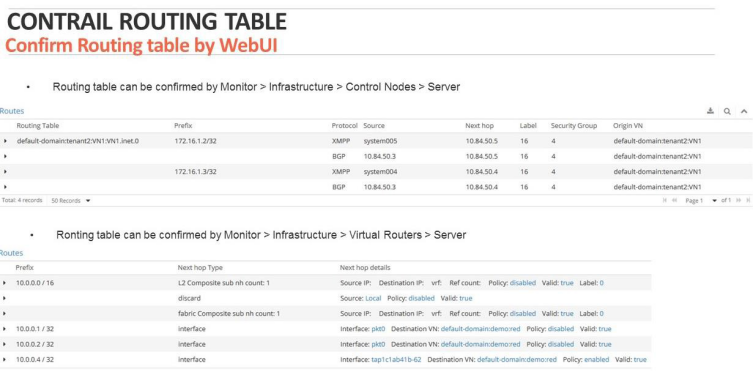 CONTRAIL ROUTING TABLE
Confirm Routing table by WebUI
• Routing table can be confirmed by Monitor > Infrastructure > Control Nodes > Server
Routes
Routing Table Prefix Protocol Source Next hop Label Security Group Origin VN
default-domain:tenant2:VN1:VN1.inet.0 172.16.1.2/32 XMPP system005 10.84.50.5 16 4 default-domain:tenant2:VN1
BGP 10.84.50.3 10.84.50.5 16 4 default-domain:tenant2:VN1
172.16.1.3/32 XMPP system004 10.84.50.4 16 4 default-domain:tenant2:VN1
BGP 10.84.50.3 10.84.50.4 16 4 default-domain:tenant2:VN1
Total: 4 records 50 Records Page 1 of 1
• Ronting table can be confirmed by Monitor > Infrastructure > Virtual Routers > Server
Routes
Prefix Next hop Type Next hop details
10.0.0.0 / 16 L2 Composite sub nh count: 1 Source IP: Destination IP: vrf: Ref count: Policy: disabled Valid: true Label: 0
discard Source: Local Policy: disabled Valid: true
fabric Composite sub nh count: 1 Source IP: Destination IP: vrf: Ref count: Policy: disabled Valid: true Label: 0
10.0.0.1 / 32 interface Interface: pkt0 Destination VN: default-domain:demo:red Policy: disabled Valid: true
10.0.0.2 / 32 interface Interface: pkt0 Destination VN: default-domain:demo:red Policy: disabled Valid: true
10.0.0.4 / 32 interface Interface: tap1c1ab41b-62 Destination VN: default-domain:demo:red Policy: enabled Valid: true